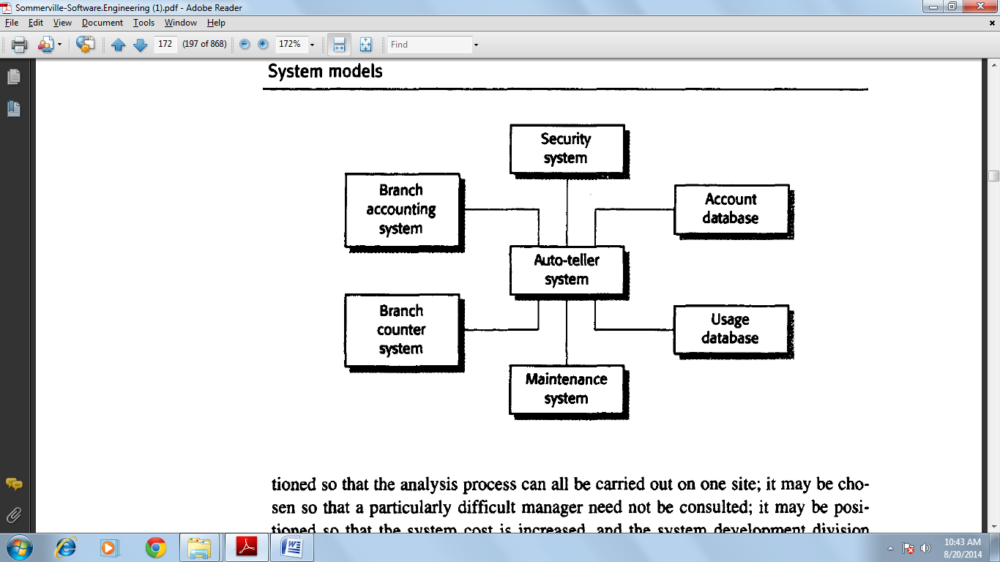 Sommerville-Software.Engineering (1).pdf - Adobe Reader
File Edit View Document Tools Window Help
172 (197 of 868) 172% Find
System models
Security
system
Branch
accounting
system
Account
database
Auto-teller
system
Branch
counter
system
Usage
database
Maintenance
system
tioned so that the analysis process can all be carried out on one site; it may be cho-
sen so that a particularly difficult manager need not be consulted; it may be posi-
tioned so that the system cost is increased, and the system development division
10:43 AM
8/20/2014